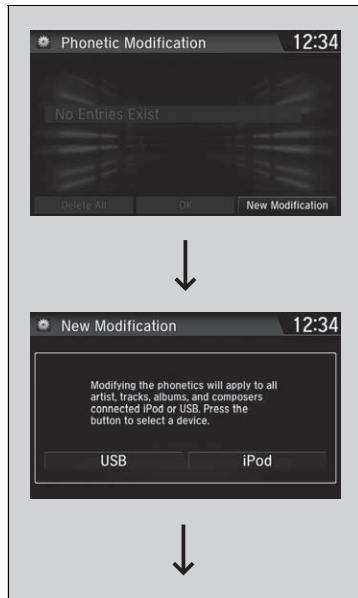 Phonetic Modification 12:34
No Entries Exist
Delete All OK New Modification
New Modification 12:34
Modifying the phonetics will apply to all
artist, tracks, albums, and composers
connected iPod or USB. Press the
button to select a device.
USB iPod